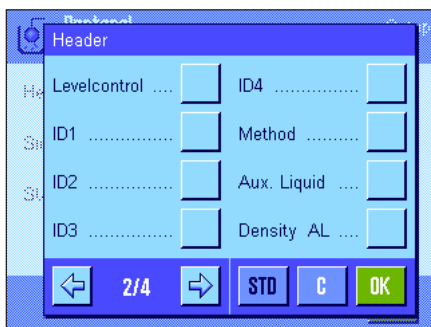 Header
Levelcontrol .... ID4 ...............
ID1 ............... Method .........
ID2 ............... Aux. Liquid ....
ID3 ............... Density AL ....
2/4 STD C OK